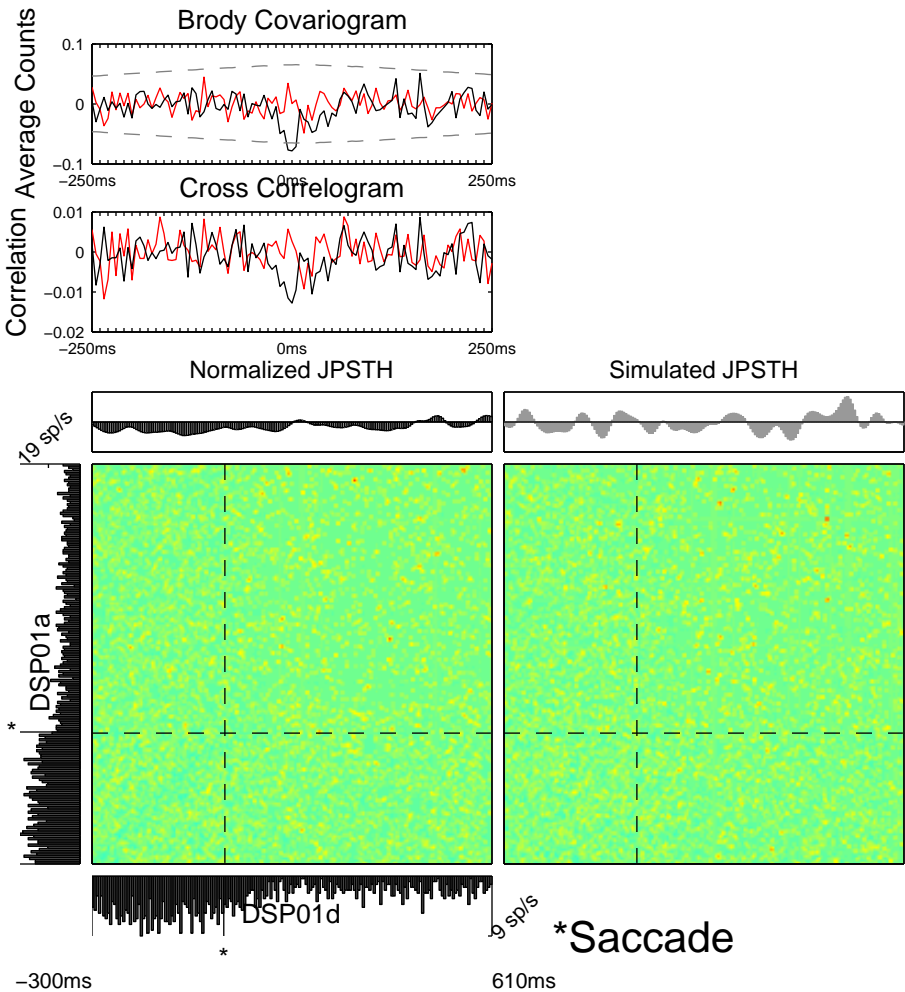 Brody Covariogram
Average Counts
0.1
0
−0.1
−250ms
0ms
250ms
Cross Correlogram
Correlation
0.01
0
−0.01
−0.02
−250ms
0ms
250ms
Normalized JPSTH
Simulated JPSTH
19 sp/s
DSP01a
*
DSP01d
9 sp/s
*
*Saccade
−300ms
610ms